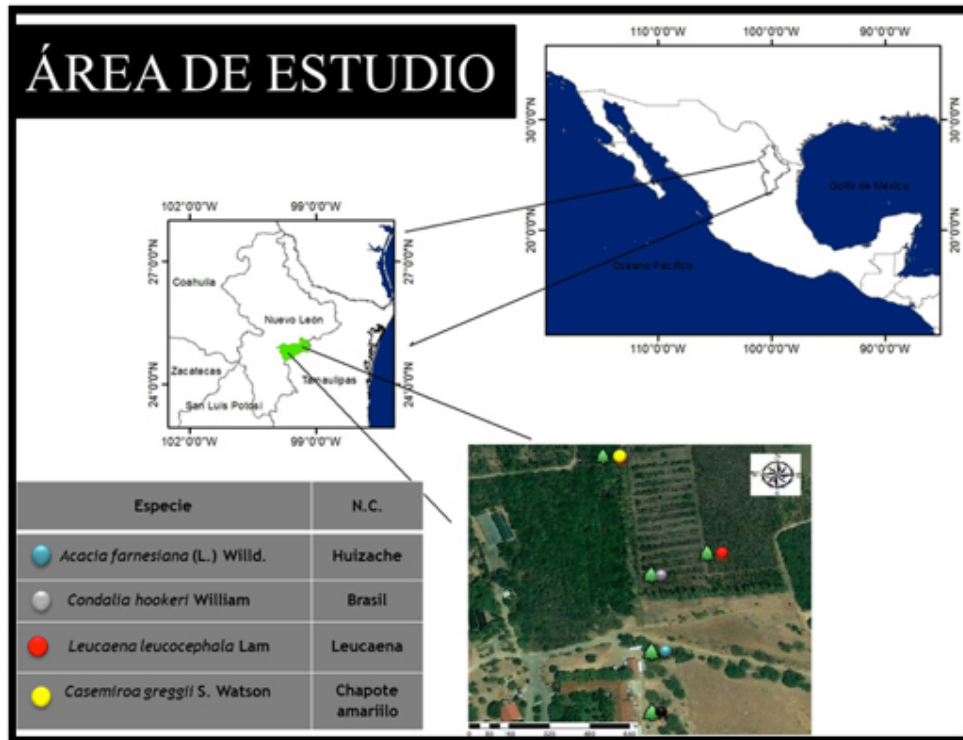 ÁREA DE ESTUDIO
110°0'0"W 100°0'0"W 90°0'0"W
30°0'0"N
20°0'0"N
30°0'0"N
20°0'0"N
Golfo de Mexico
Oceano Pacifico
110°0'0"W 100°0'0"W 90°0'0"W
102°0'0"W 99°0'0"W
27°0'0"N
24°0'0"N
27°0'0"N
24°0'0"N
Coahuila
Nuevo León
Zacatecas
Tamaulipas
San Luis Potosí
102°0'0"W 99°0'0"W
Especie N.C.
Acacia farnesiana (L.) Willd. Huizache
Condalia hookeri William Brasil
Leucaena leucocephala Lam Leucaena
Casemiroa greggii S. Watson Chapote
amariilo